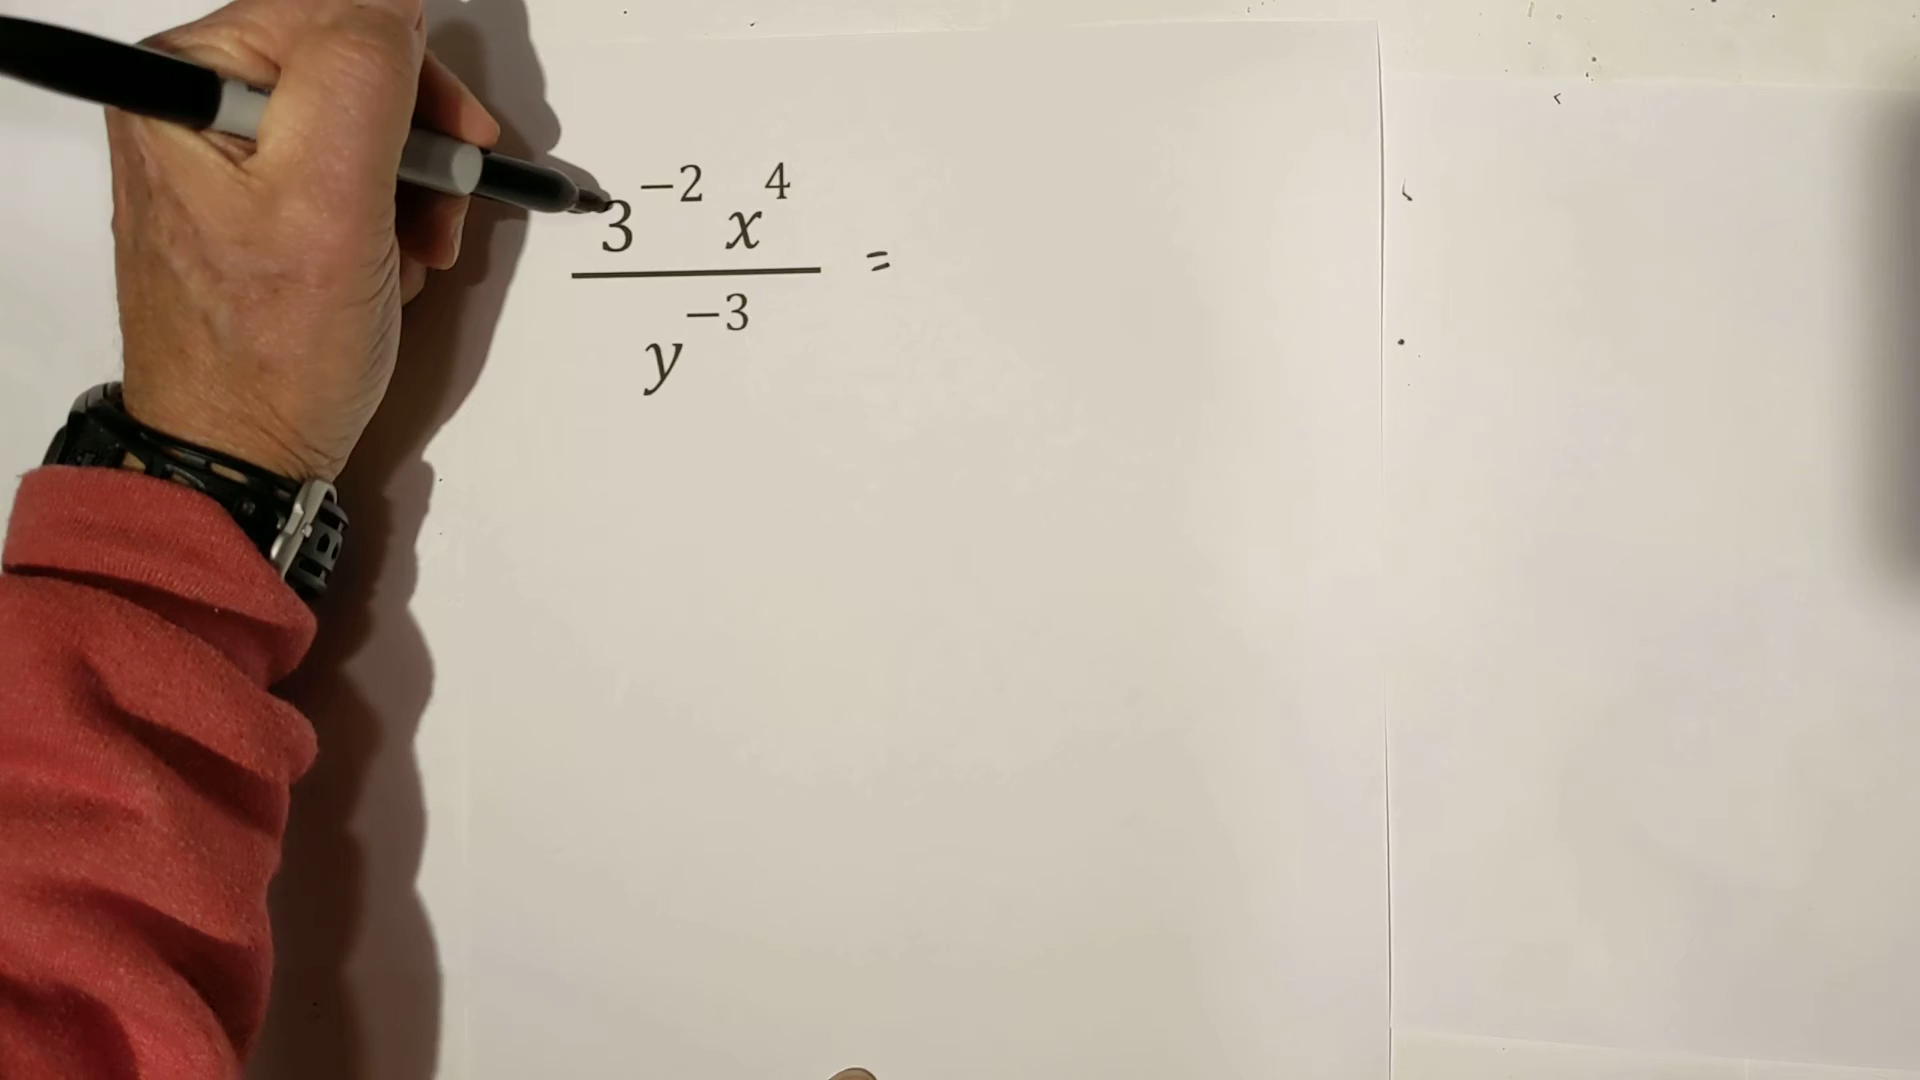 3⁻² x⁴ =
y⁻³